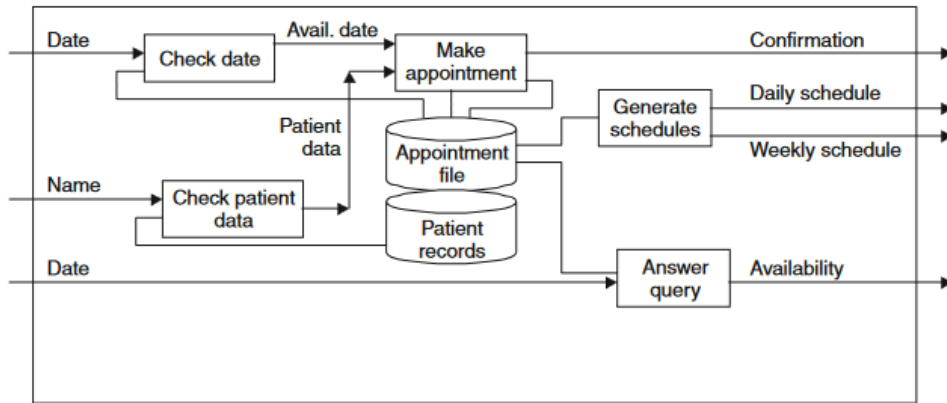 Date
Avail. date
Check date
Make
appointment
Confirmation
Generate
schedules
Daily schedule
Weekly schedule
Patient
data
Appointment
file
Name
Check patient
data
Patient
records
Date
Answer
query
Availability